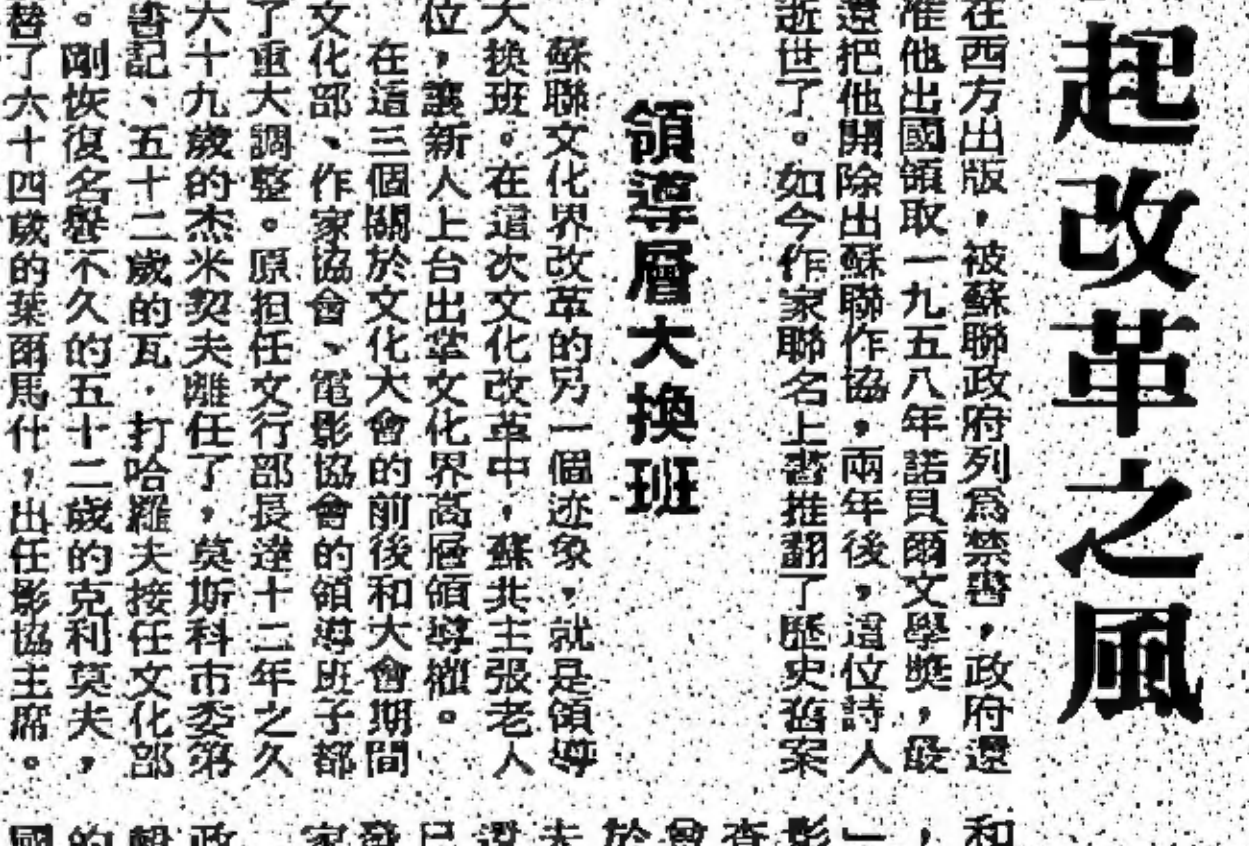 起改革之風
在西方出版，被蘇聯政府列爲禁書，政府還
准他出國領取一九五八年諾貝爾文學獎，最
還把他開除出蘇聯作協，兩年後，這位詩人
逝世了。如今作家聯名上書推翻了歷史舊案
領導層大換班
蘇聯文化界改革的另一個迹象，就是領導
大換班。在這次文化改革中，蘇共主張老人
位，讓新人上台出掌文化界高層領導權。
在這三個關於文化大會的前後和大會期間
文化部、作家協會、電影協會的領導班子都
了重大調整。原担任文行部長達十二年之久
六十九歲的杰米契夫離任了，莫斯科市委第
書記、五十二歲的瓦·打哈羅夫接任文化部
。剛恢復名譽不久的五十二歲的克利莫夫，
替了六十四歲的葉爾馬什，出任影協主席。